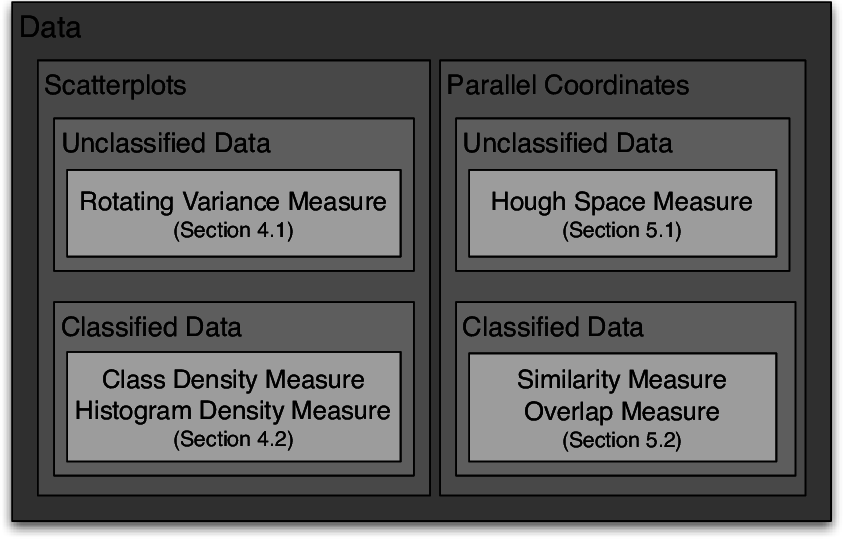 Data
Scatterplots
Unclassified Data
Rotating Variance Measure
(Section 4.1)
Classified Data
Class Density Measure
Histogram Density Measure
(Section 4.2)
Parallel Coordinates
Unclassified Data
Hough Space Measure
(Section 5.1)
Classified Data
Similarity Measure
Overlap Measure
(Section 5.2)